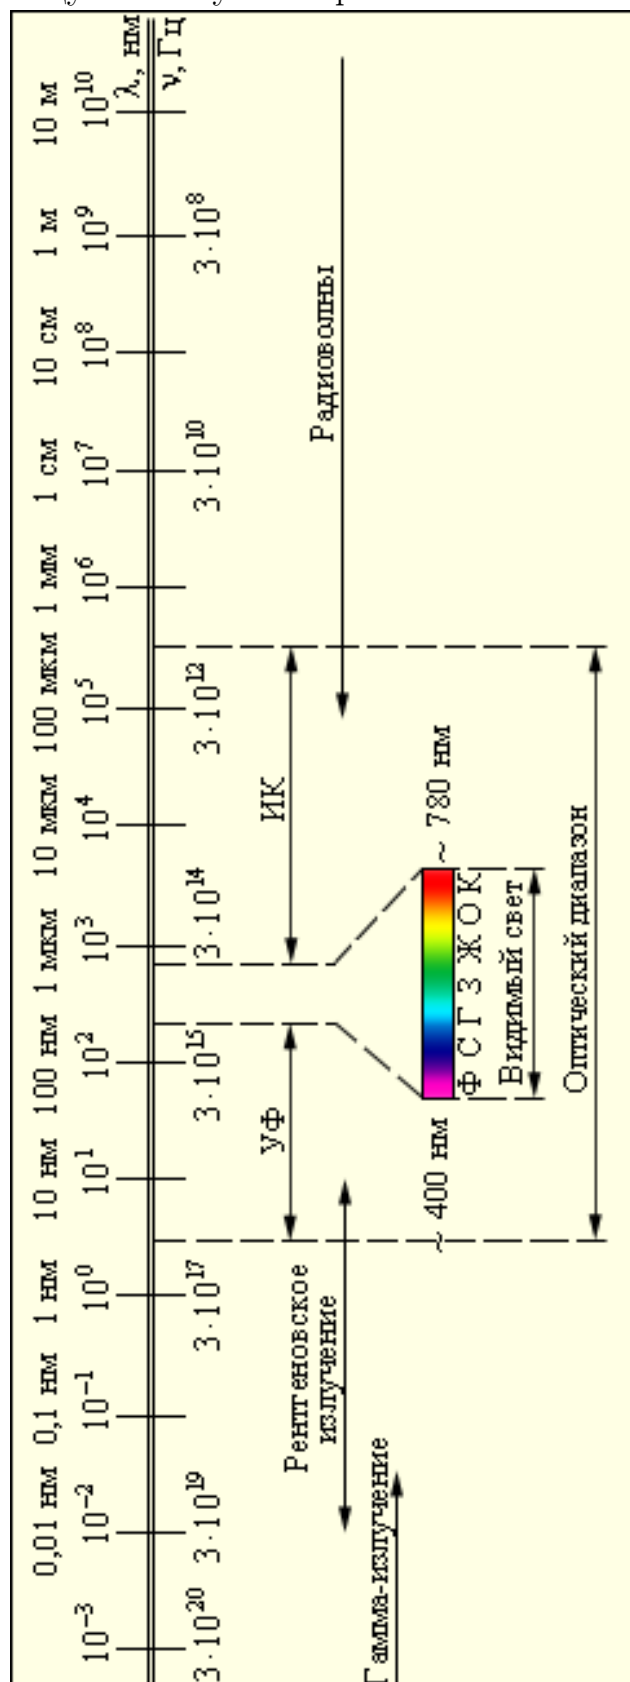 10 м 1 м 10 см 1 см 1 мм 100 мкм 10 мкм 1 мкм 100 нм 10 нм 1 нм 0,1 нм 0,01 нм
10¹⁰ 10⁹ 10⁸ 10⁷ 10⁶ 10⁵ 10⁴ 10³ 10² 10¹ 10⁰ 10⁻¹ 10⁻² 10⁻³
λ, нм
ν, Гц
3·10⁸ 3·10¹⁰ 3·10¹² 3·10¹⁴ 3·10¹⁵ 3·10¹⁷ 3·10¹⁹ 3·10²⁰
Радиоволны
ИК
УФ
Рентгеновское
излучение
Гамма-излучение
~ 400 нм
~ 780 нм
Ф С Г З Ж О К
Видимый свет
Оптический диапазон